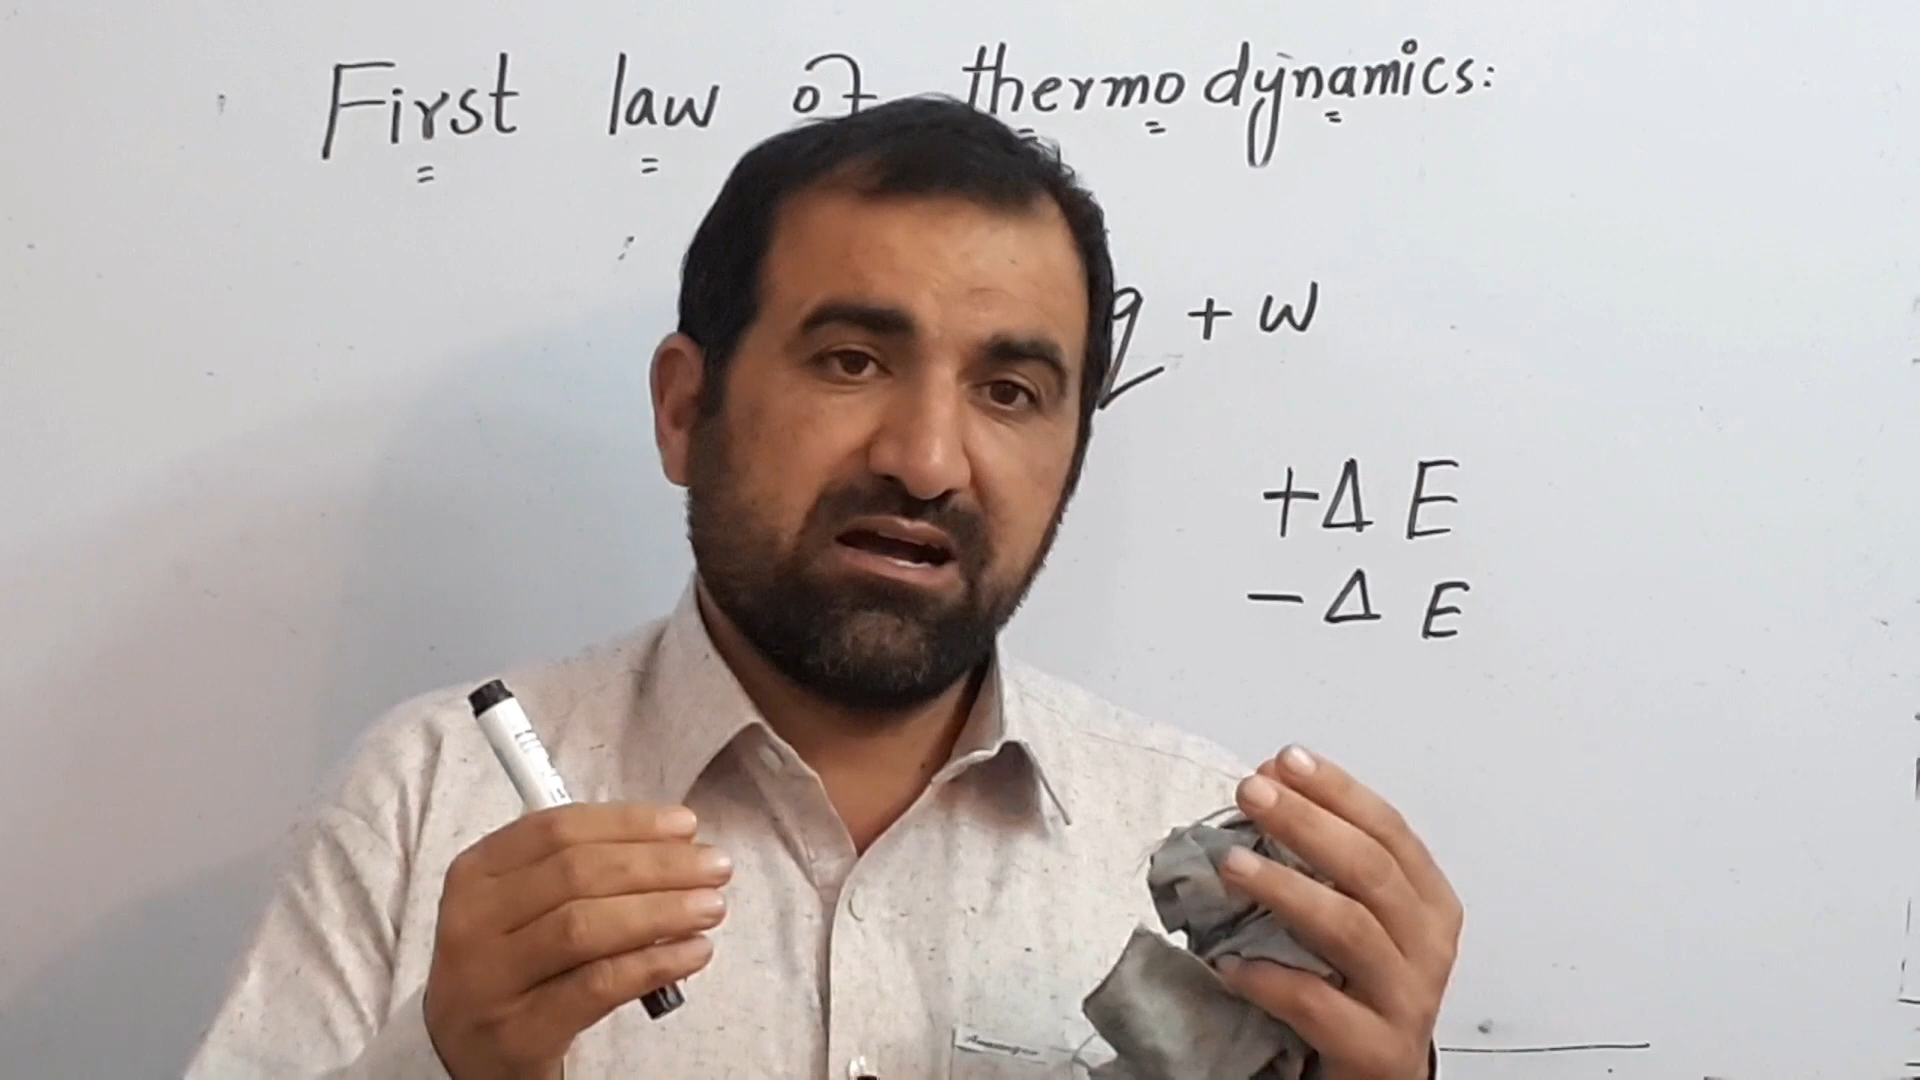 First law of thermodynamics:
q + w
+Δ E
- Δ E